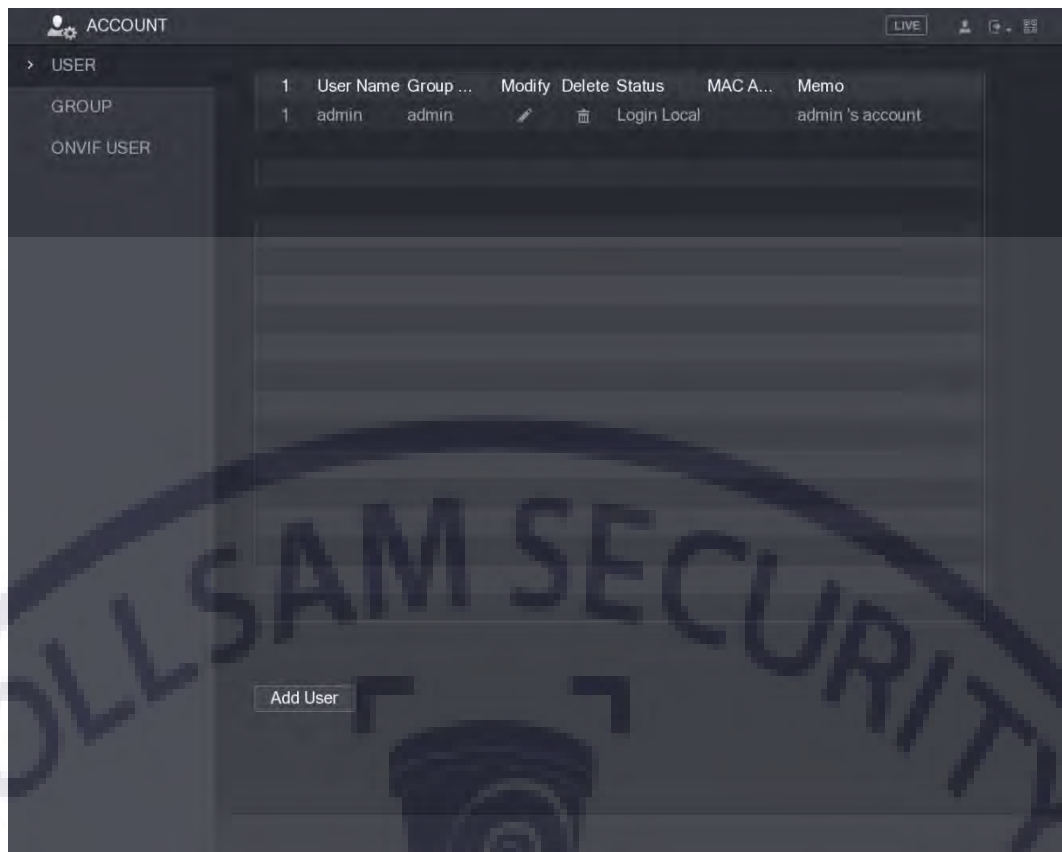 ACCOUNT LIVE
USER
GROUP
ONVIF USER
1 User Name Group ... Modify Delete Status MAC A... Memo
1 admin admin Login Local admin 's account
OLLSAM SECURITY
Add User